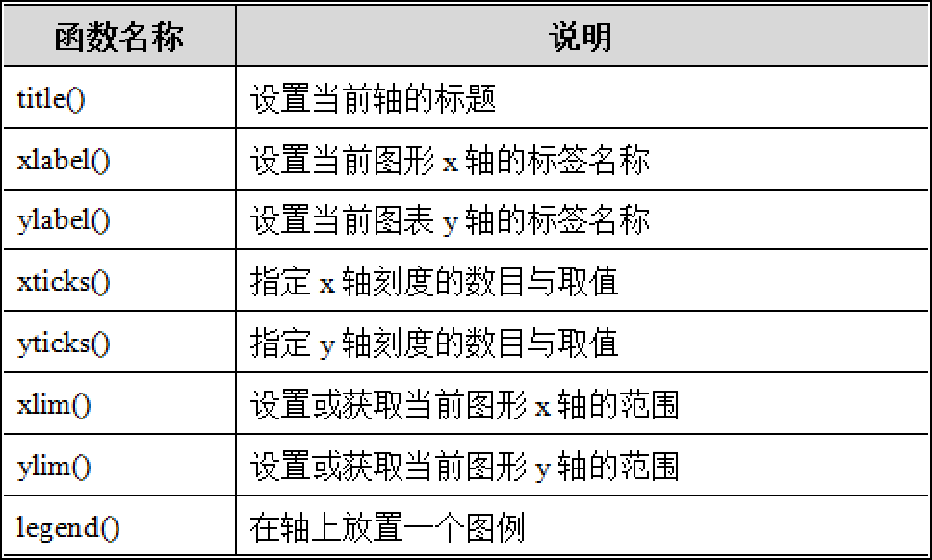 函数名称 说明
title() 设置当前轴的标题
xlabel() 设置当前图形 x 轴的标签名称
ylabel() 设置当前图表 y 轴的标签名称
xticks() 指定 x 轴刻度的数目与取值
yticks() 指定 y 轴刻度的数目与取值
xlim() 设置或获取当前图形 x 轴的范围
ylim() 设置或获取当前图形 y 轴的范围
legend() 在轴上放置一个图例